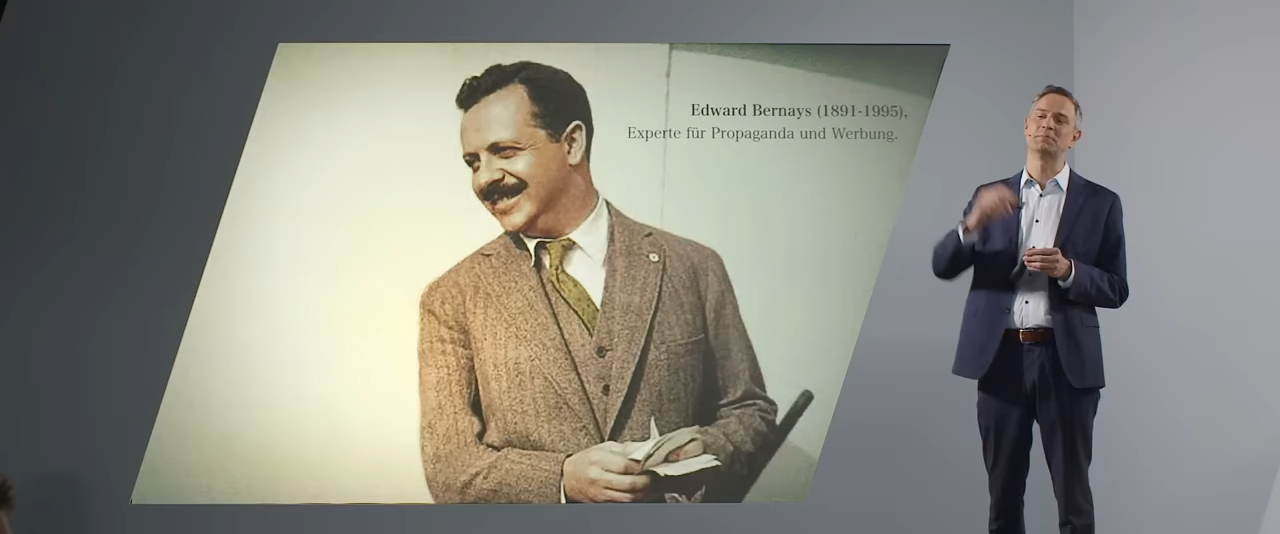 Edward Bernays (1891-1995),
Experte für Propaganda und Werbung.